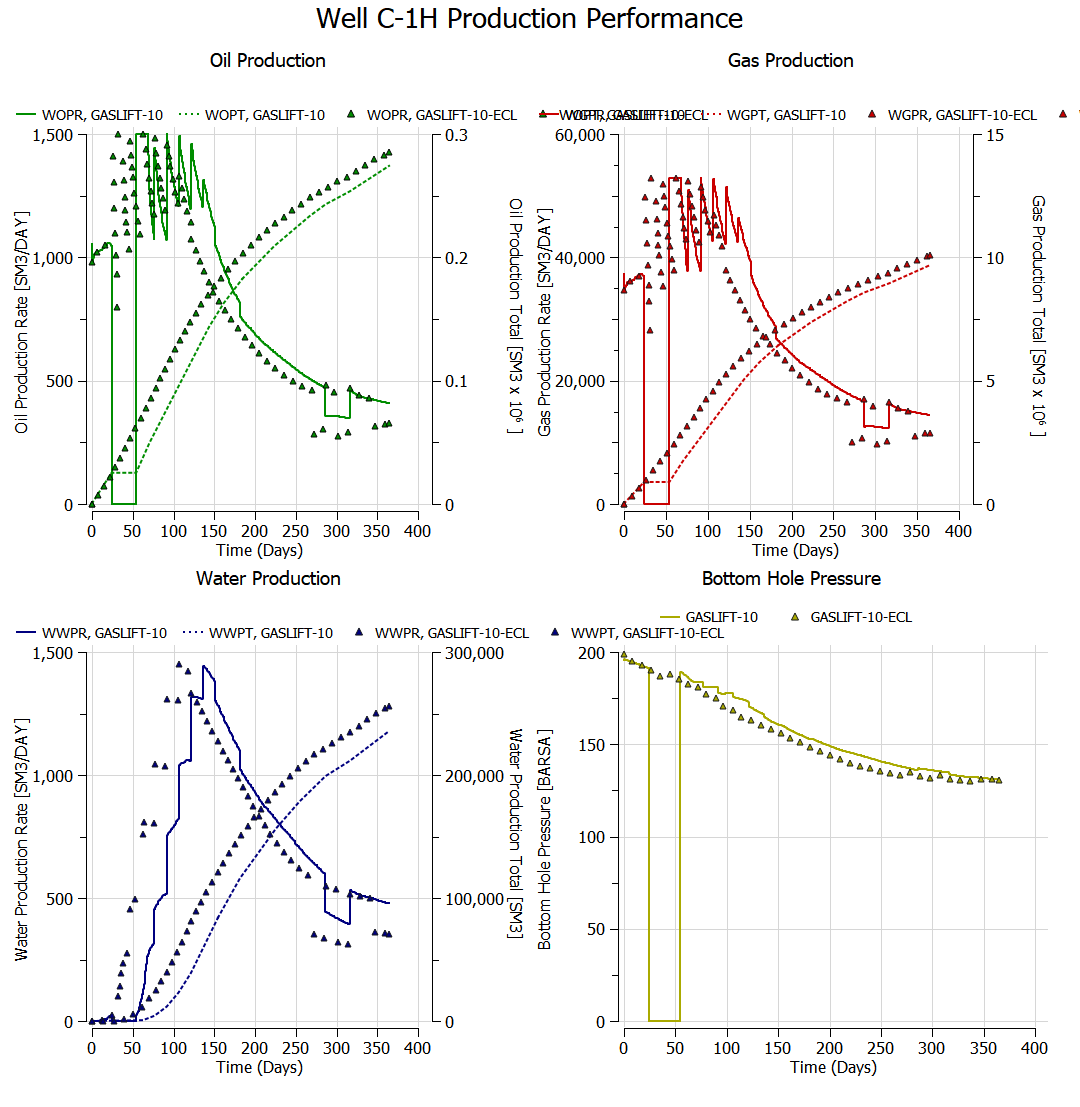 Well C-1H Production Performance
Oil Production
WOPR, GASLIFT-10 WOPT, GASLIFT-10 WOPR, GASLIFT-10-ECL WOPT, GASLIFT-10-ECL
1,500
1,000
500
0
Oil Production Rate [SM3/DAY]
0.3
0.2
0.1
0
Oil Production Total [SM3 x 10⁶ ]
0 50 100 150 200 250 300 350 400
Time (Days)
Gas Production
WGPR, GASLIFT-10 WGPT, GASLIFT-10 WGPR, GASLIFT-10-ECL
60,000
40,000
20,000
0
Gas Production Rate [SM3/DAY]
15
10
5
0
Gas Production Total [SM3 x 10⁶ ]
0 50 100 150 200 250 300 350 400
Time (Days)
Water Production
WWPR, GASLIFT-10 WWPT, GASLIFT-10 WWPR, GASLIFT-10-ECL WWPT, GASLIFT-10-ECL
1,500
1,000
500
0
Water Production Rate [SM3/DAY]
300,000
200,000
100,000
0
Water Production Total [SM3]
0 50 100 150 200 250 300 350 400
Time (Days)
Bottom Hole Pressure
GASLIFT-10 GASLIFT-10-ECL
200
150
100
50
0
Bottom Hole Pressure [BARSA]
0 50 100 150 200 250 300 350 400
Time (Days)